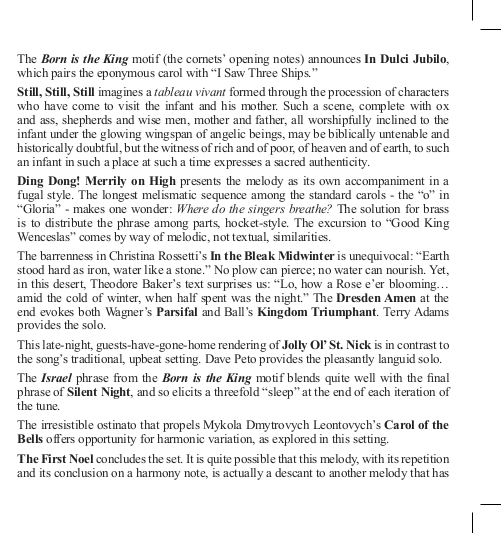 The Born is the King motif (the cornets' opening notes) announces In Dulci Jubilo,
which pairs the eponymous carol with “I Saw Three Ships.”
Still, Still, Still imagines a tableau vivant formed through the procession of characters
who have come to visit the infant and his mother. Such a scene, complete with ox
and ass, shepherds and wise men, mother and father, all worshipfully inclined to the
infant under the glowing wingspan of angelic beings, may be biblically untenable and
historically doubtful, but the witness of rich and of poor, of heaven and of earth, to such
an infant in such a place at such a time expresses a sacred authenticity.
Ding Dong! Merrily on High presents the melody as its own accompaniment in a
fugal style. The longest melismatic sequence among the standard carols - the “o” in
“Gloria” - makes one wonder: Where do the singers breathe? The solution for brass
is to distribute the phrase among parts, hocket-style. The excursion to “Good King
Wenceslas” comes by way of melodic, not textual, similarities.
The barrenness in Christina Rossetti's In the Bleak Midwinter is unequivocal: “Earth
stood hard as iron, water like a stone.” No plow can pierce; no water can nourish. Yet,
in this desert, Theodore Baker's text surprises us: “Lo, how a Rose e'er blooming…
amid the cold of winter, when half spent was the night.” The Dresden Amen at the
end evokes both Wagner's Parsifal and Ball's Kingdom Triumphant. Terry Adams
provides the solo.
This late-night, guests-have-gone-home rendering of Jolly Ol' St. Nick is in contrast to
the song's traditional, upbeat setting. Dave Peto provides the pleasantly languid solo.
The Israel phrase from the Born is the King motif blends quite well with the final
phrase of Silent Night, and so elicits a threefold “sleep” at the end of each iteration of
the tune.
The irresistible ostinato that propels Mykola Dmytrovych Leontovych's Carol of the
Bells offers opportunity for harmonic variation, as explored in this setting.
The First Noel concludes the set. It is quite possible that this melody, with its repetition
and its conclusion on a harmony note, is actually a descant to another melody that has